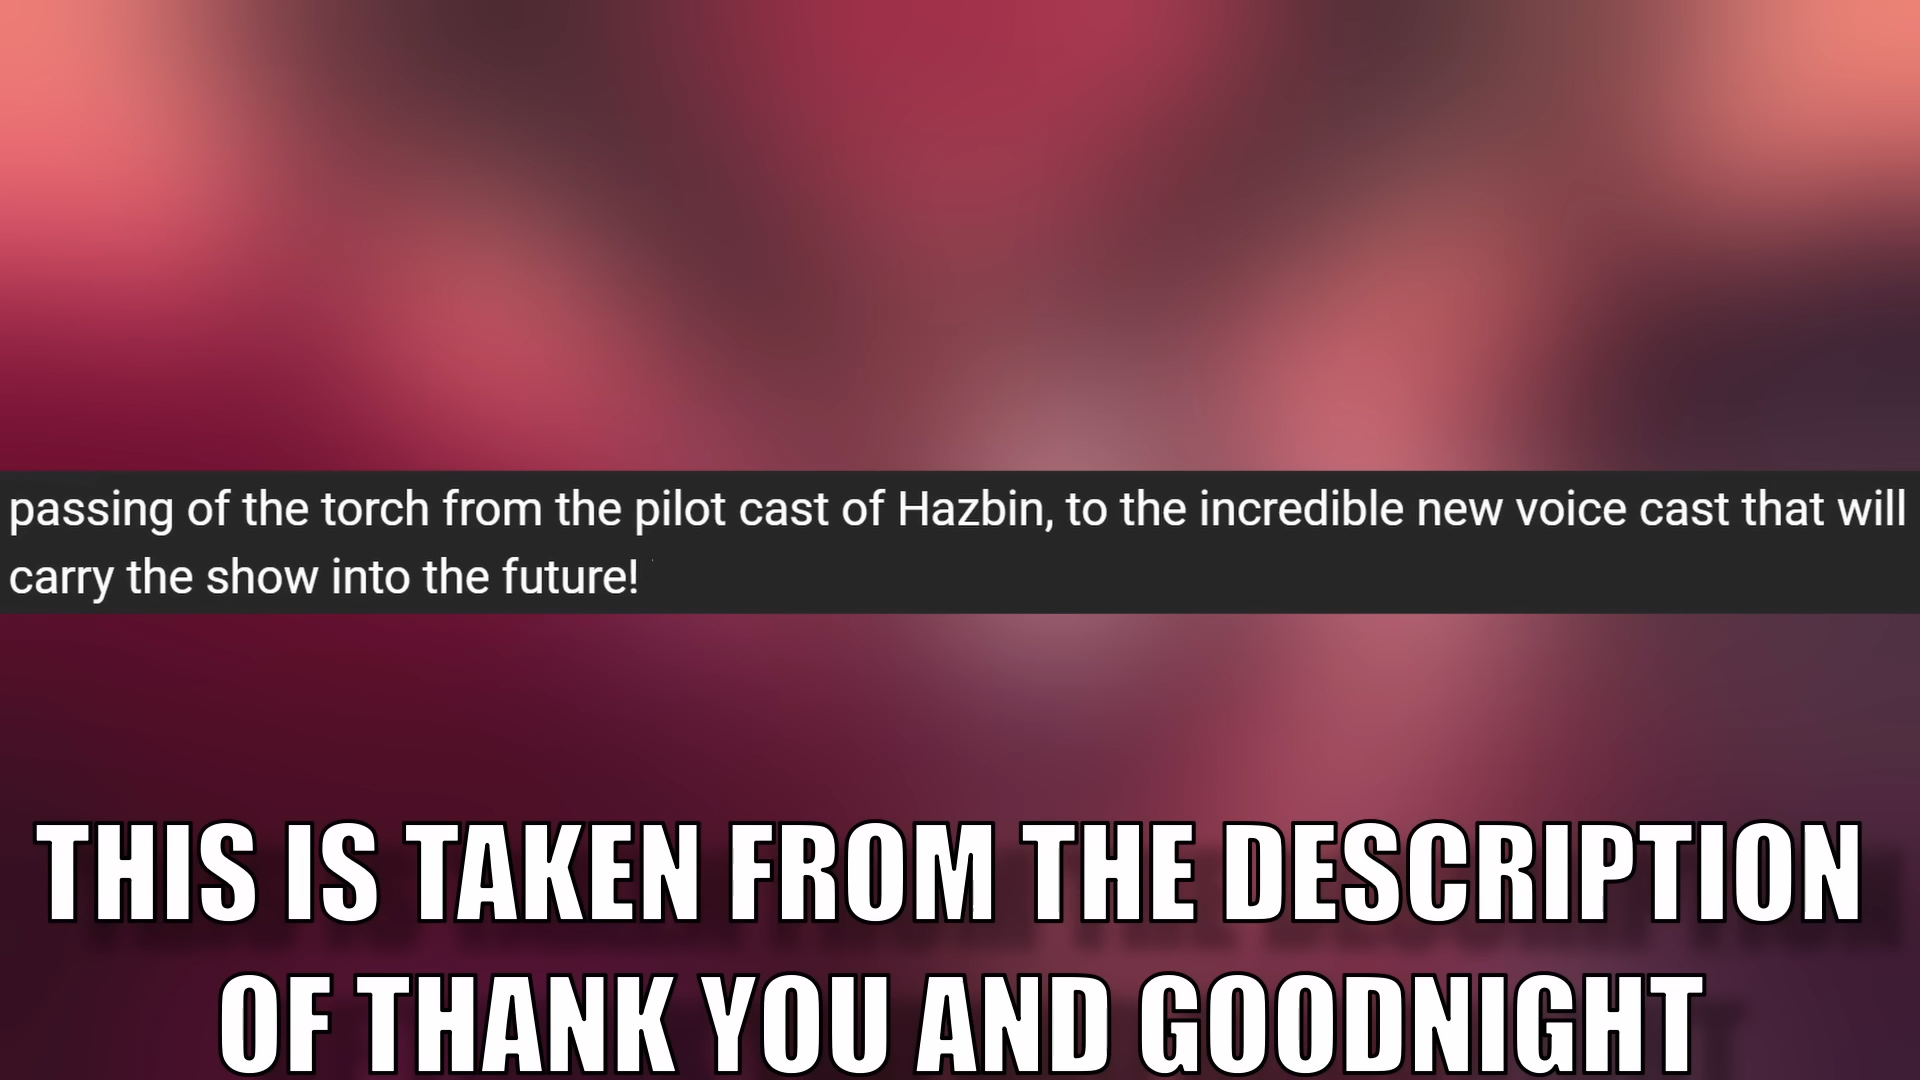 passing of the torch from the pilot cast of Hazbin, to the incredible new voice cast that will
carry the show into the future!
THIS IS TAKEN FROM THE DESCRIPTION
OF THANK YOU AND GOODNIGHT